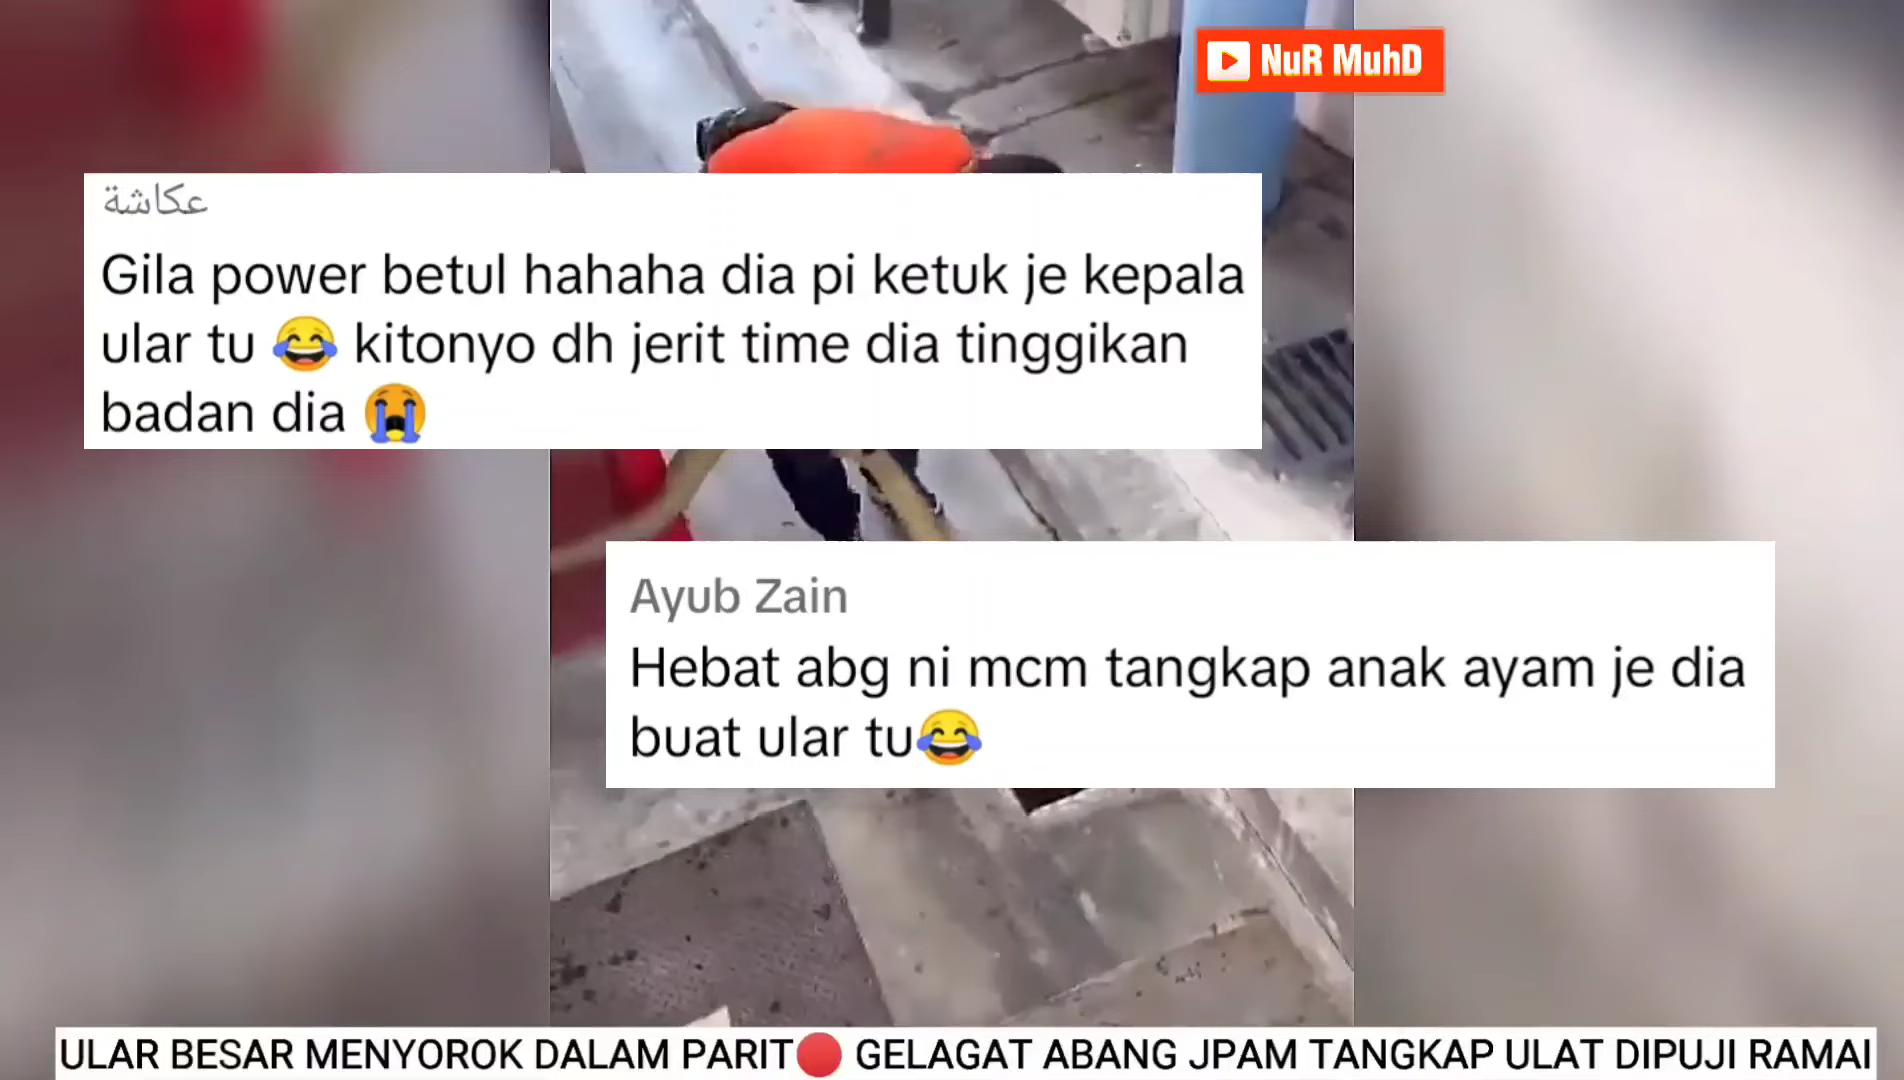 NuR MuhD
عكاشة
Gila power betul hahaha dia pi ketuk je kepala
ular tu 😂 kitonyo dh jerit time dia tinggikan
badan dia 😭
Ayub Zain
Hebat abg ni mcm tangkap anak ayam je dia
buat ular tu😂
ULAR BESAR MENYOROK DALAM PARIT🔴 GELAGAT ABANG JPAM TANGKAP ULAT DIPUJI RAMAI